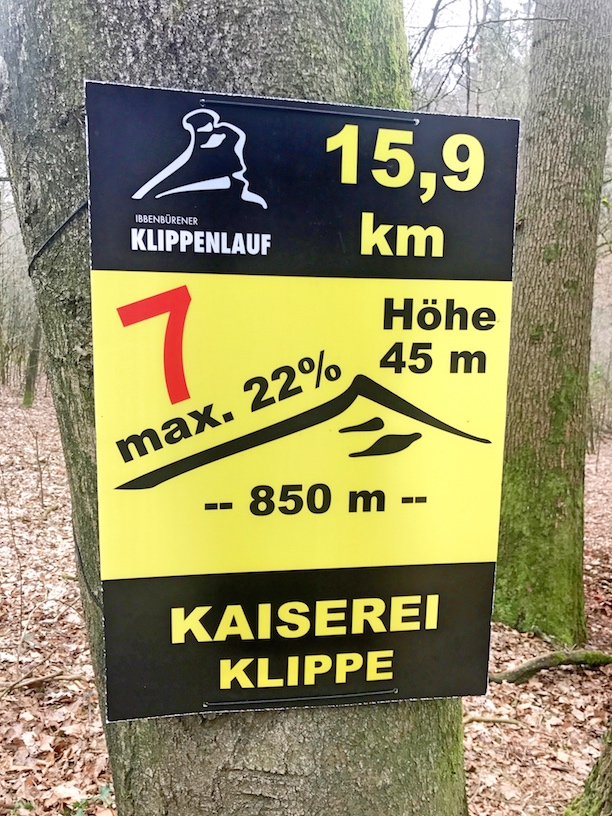 IBBENBÜRENER
KLIPPENLAUF
15,9
km
7
Höhe
45 m
max. 22%
-- 850 m --
KAISEREI
KLIPPE